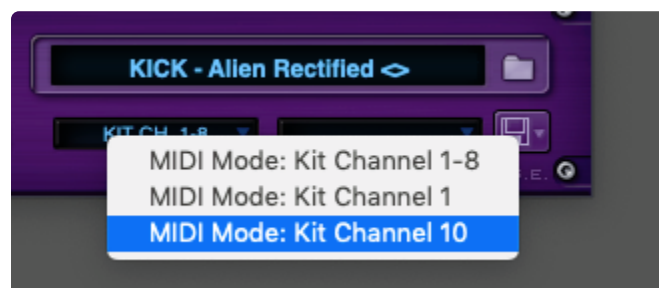 KICK - Alien Rectified <>
KIT CH. 1-8
MIDI Mode: Kit Channel 1-8
MIDI Mode: Kit Channel 1
MIDI Mode: Kit Channel 10